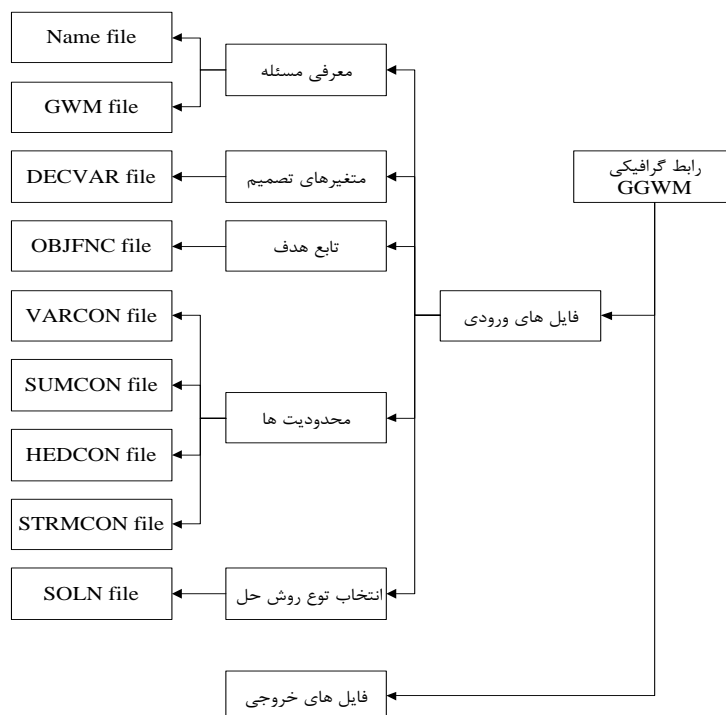 رابط گرافیکی
GGWM
فایل های ورودی
معرفی مسئله
Name file
GWM file
متغیرهای تصمیم
DECVAR file
تابع هدف
OBJFNC file
محدودیت ها
VARCON file
SUMCON file
HEDCON file
STRMCON file
انتخاب توع روش حل
SOLN file
فایل های خروجی